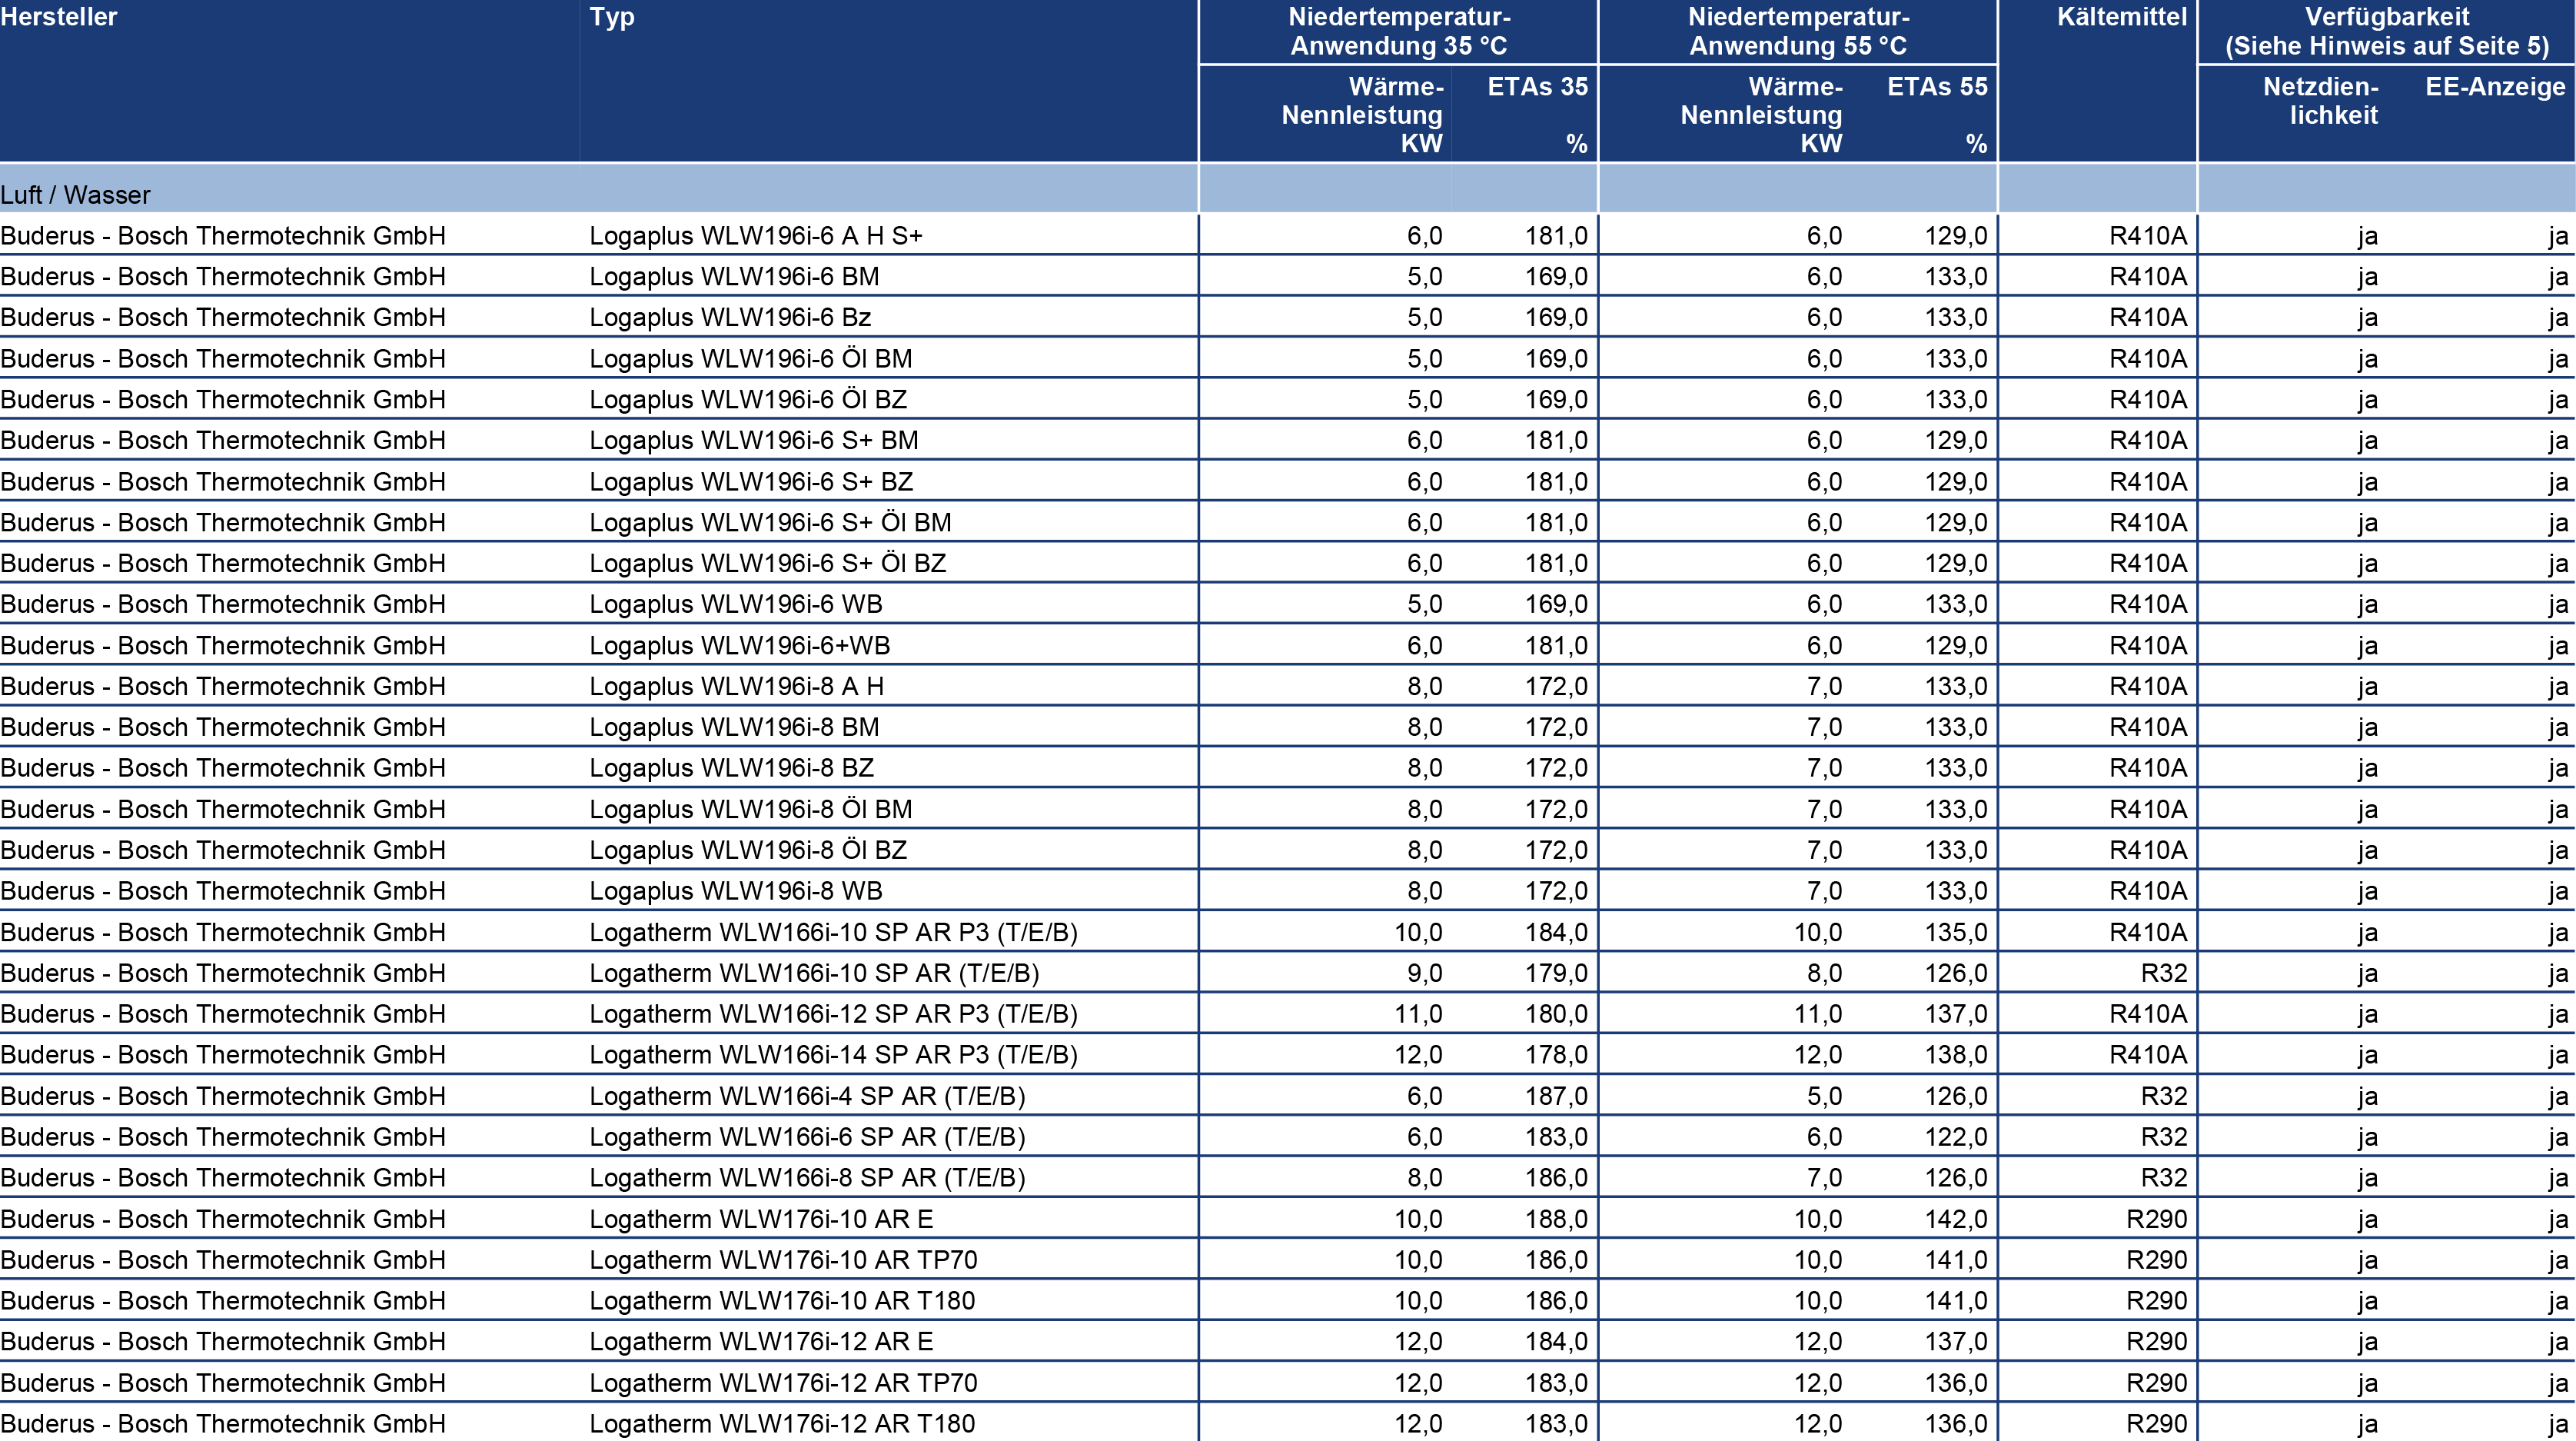 Hersteller Typ Niedertemperatur- Niedertemperatur- Kältemittel Verfügbarkeit
Anwendung 35 °C Anwendung 55 °C (Siehe Hinweis auf Seite 5)
Wärme- ETAs 35 Wärme- ETAs 55 Netzdien- EE-Anzeige
Nennleistung Nennleistung lichkeit
KW % KW %
Luft / Wasser
Buderus - Bosch Thermotechnik GmbH Logaplus WLW196i-6 A H S+ 6,0 181,0 6,0 129,0 R410A ja ja
Buderus - Bosch Thermotechnik GmbH Logaplus WLW196i-6 BM 5,0 169,0 6,0 133,0 R410A ja ja
Buderus - Bosch Thermotechnik GmbH Logaplus WLW196i-6 Bz 5,0 169,0 6,0 133,0 R410A ja ja
Buderus - Bosch Thermotechnik GmbH Logaplus WLW196i-6 Öl BM 5,0 169,0 6,0 133,0 R410A ja ja
Buderus - Bosch Thermotechnik GmbH Logaplus WLW196i-6 Öl BZ 5,0 169,0 6,0 133,0 R410A ja ja
Buderus - Bosch Thermotechnik GmbH Logaplus WLW196i-6 S+ BM 6,0 181,0 6,0 129,0 R410A ja ja
Buderus - Bosch Thermotechnik GmbH Logaplus WLW196i-6 S+ BZ 6,0 181,0 6,0 129,0 R410A ja ja
Buderus - Bosch Thermotechnik GmbH Logaplus WLW196i-6 S+ Öl BM 6,0 181,0 6,0 129,0 R410A ja ja
Buderus - Bosch Thermotechnik GmbH Logaplus WLW196i-6 S+ Öl BZ 6,0 181,0 6,0 129,0 R410A ja ja
Buderus - Bosch Thermotechnik GmbH Logaplus WLW196i-6 WB 5,0 169,0 6,0 133,0 R410A ja ja
Buderus - Bosch Thermotechnik GmbH Logaplus WLW196i-6+WB 6,0 181,0 6,0 129,0 R410A ja ja
Buderus - Bosch Thermotechnik GmbH Logaplus WLW196i-8 A H 8,0 172,0 7,0 133,0 R410A ja ja
Buderus - Bosch Thermotechnik GmbH Logaplus WLW196i-8 BM 8,0 172,0 7,0 133,0 R410A ja ja
Buderus - Bosch Thermotechnik GmbH Logaplus WLW196i-8 BZ 8,0 172,0 7,0 133,0 R410A ja ja
Buderus - Bosch Thermotechnik GmbH Logaplus WLW196i-8 Öl BM 8,0 172,0 7,0 133,0 R410A ja ja
Buderus - Bosch Thermotechnik GmbH Logaplus WLW196i-8 Öl BZ 8,0 172,0 7,0 133,0 R410A ja ja
Buderus - Bosch Thermotechnik GmbH Logaplus WLW196i-8 WB 8,0 172,0 7,0 133,0 R410A ja ja
Buderus - Bosch Thermotechnik GmbH Logatherm WLW166i-10 SP AR P3 (T/E/B) 10,0 184,0 10,0 135,0 R410A ja ja
Buderus - Bosch Thermotechnik GmbH Logatherm WLW166i-10 SP AR (T/E/B) 9,0 179,0 8,0 126,0 R32 ja ja
Buderus - Bosch Thermotechnik GmbH Logatherm WLW166i-12 SP AR P3 (T/E/B) 11,0 180,0 11,0 137,0 R410A ja ja
Buderus - Bosch Thermotechnik GmbH Logatherm WLW166i-14 SP AR P3 (T/E/B) 12,0 178,0 12,0 138,0 R410A ja ja
Buderus - Bosch Thermotechnik GmbH Logatherm WLW166i-4 SP AR (T/E/B) 6,0 187,0 5,0 126,0 R32 ja ja
Buderus - Bosch Thermotechnik GmbH Logatherm WLW166i-6 SP AR (T/E/B) 6,0 183,0 6,0 122,0 R32 ja ja
Buderus - Bosch Thermotechnik GmbH Logatherm WLW166i-8 SP AR (T/E/B) 8,0 186,0 7,0 126,0 R32 ja ja
Buderus - Bosch Thermotechnik GmbH Logatherm WLW176i-10 AR E 10,0 188,0 10,0 142,0 R290 ja ja
Buderus - Bosch Thermotechnik GmbH Logatherm WLW176i-10 AR TP70 10,0 186,0 10,0 141,0 R290 ja ja
Buderus - Bosch Thermotechnik GmbH Logatherm WLW176i-10 AR T180 10,0 186,0 10,0 141,0 R290 ja ja
Buderus - Bosch Thermotechnik GmbH Logatherm WLW176i-12 AR E 12,0 184,0 12,0 137,0 R290 ja ja
Buderus - Bosch Thermotechnik GmbH Logatherm WLW176i-12 AR TP70 12,0 183,0 12,0 136,0 R290 ja ja
Buderus - Bosch Thermotechnik GmbH Logatherm WLW176i-12 AR T180 12,0 183,0 12,0 136,0 R290 ja ja